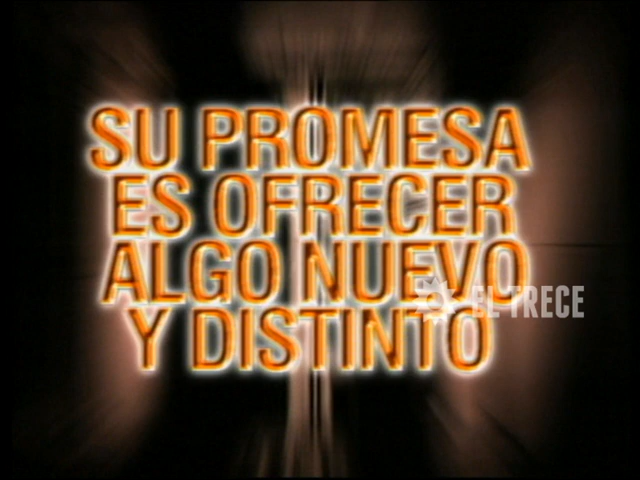 SU PROMESA
ES OFRECER
ALGO NUEVO
Y DISTINTO
EL TRECE